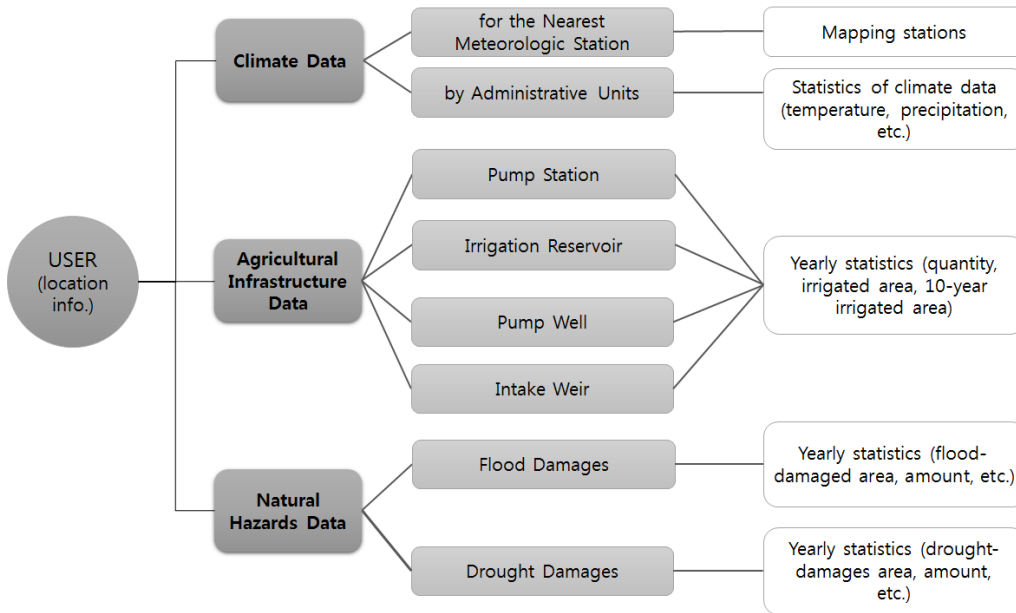 USER
(location
info.)
Climate Data
for the Nearest
Meteorologic Station
Mapping stations
by Administrative Units
Statistics of climate data
(temperature, precipitation,
etc.)
Agricultural
Infrastructure
Data
Pump Station
Irrigation Reservoir
Pump Well
Intake Weir
Yearly statistics (quantity,
irrigated area, 10-year
irrigated area)
Natural
Hazards Data
Flood Damages
Yearly statistics (flood-
damaged area, amount, etc.)
Drought Damages
Yearly statistics (drought-
damages area, amount,
etc.)